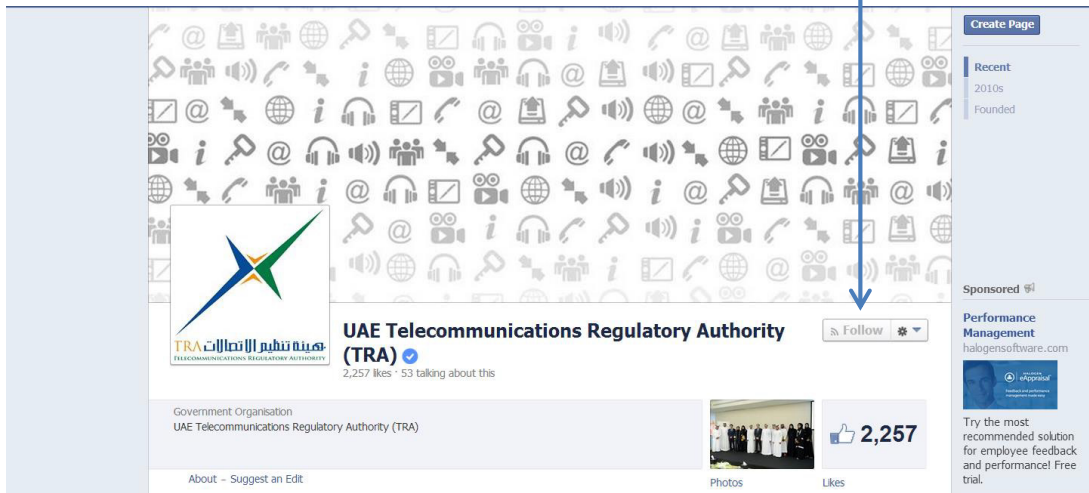 Create Page
Recent
2010s
Founded
TRA هيئة تنظيم الاتصالات
TELECOMMUNICATIONS REGULATORY AUTHORITY
UAE Telecommunications Regulatory Authority
(TRA)
2,257 likes · 53 talking about this
Follow
Government Organisation
UAE Telecommunications Regulatory Authority (TRA)
About – Suggest an Edit
Photos
2,257
Likes
Sponsored
Performance
Management
halogensoftware.com
eAppraisal
Try the most
recommended solution
for employee feedback
and performance! Free
trial.